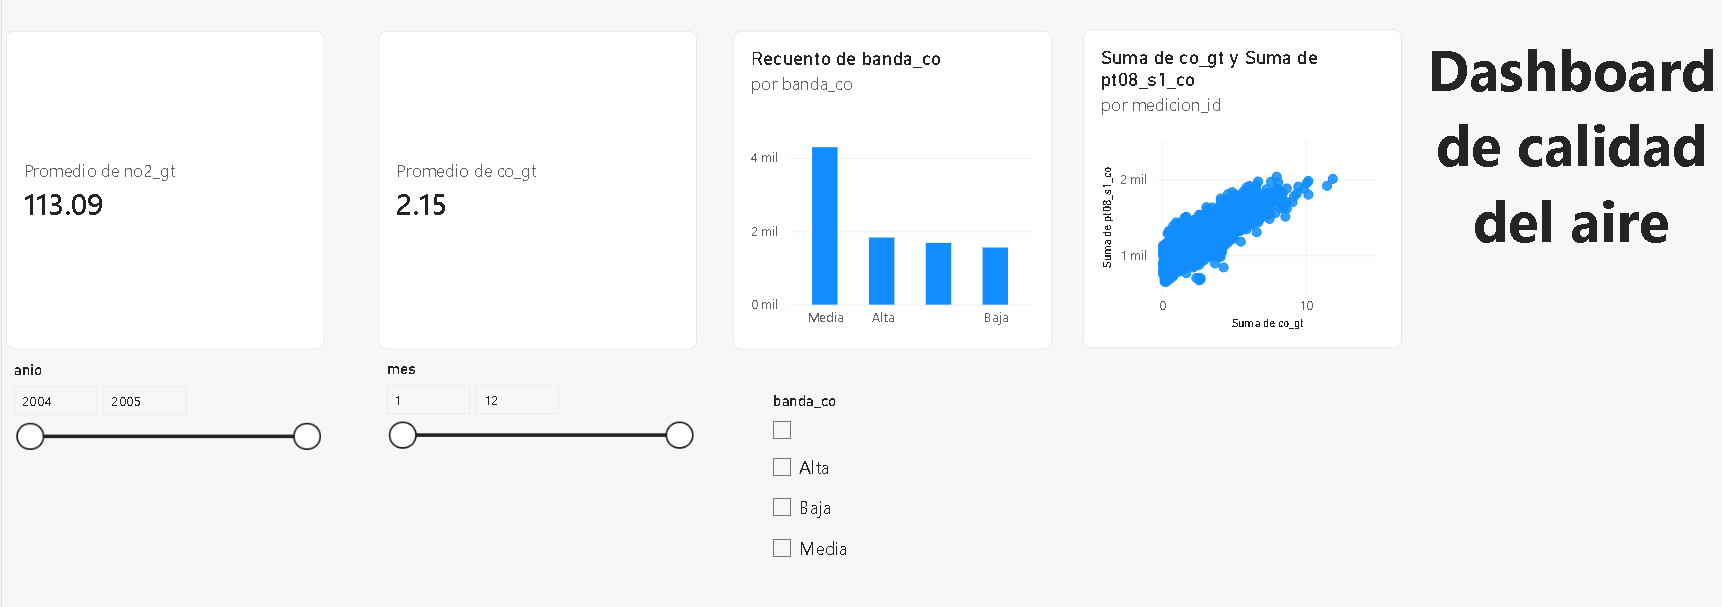 Promedio de no2_gt
113.09
Promedio de co_gt
2.15
Recuento de banda_co
por banda_co
4 mil
2 mil
0 mil
Media
Alta
Baja
Suma de co_gt y Suma de
pt08_s1_co
por medicion_id
Suma de pt08_s1_co
2 mil
1 mil
0
10
Suma de co_gt
Dashboard
de calidad
del aire
anio
2004
2005
mes
1
12
banda_co
Alta
Baja
Media